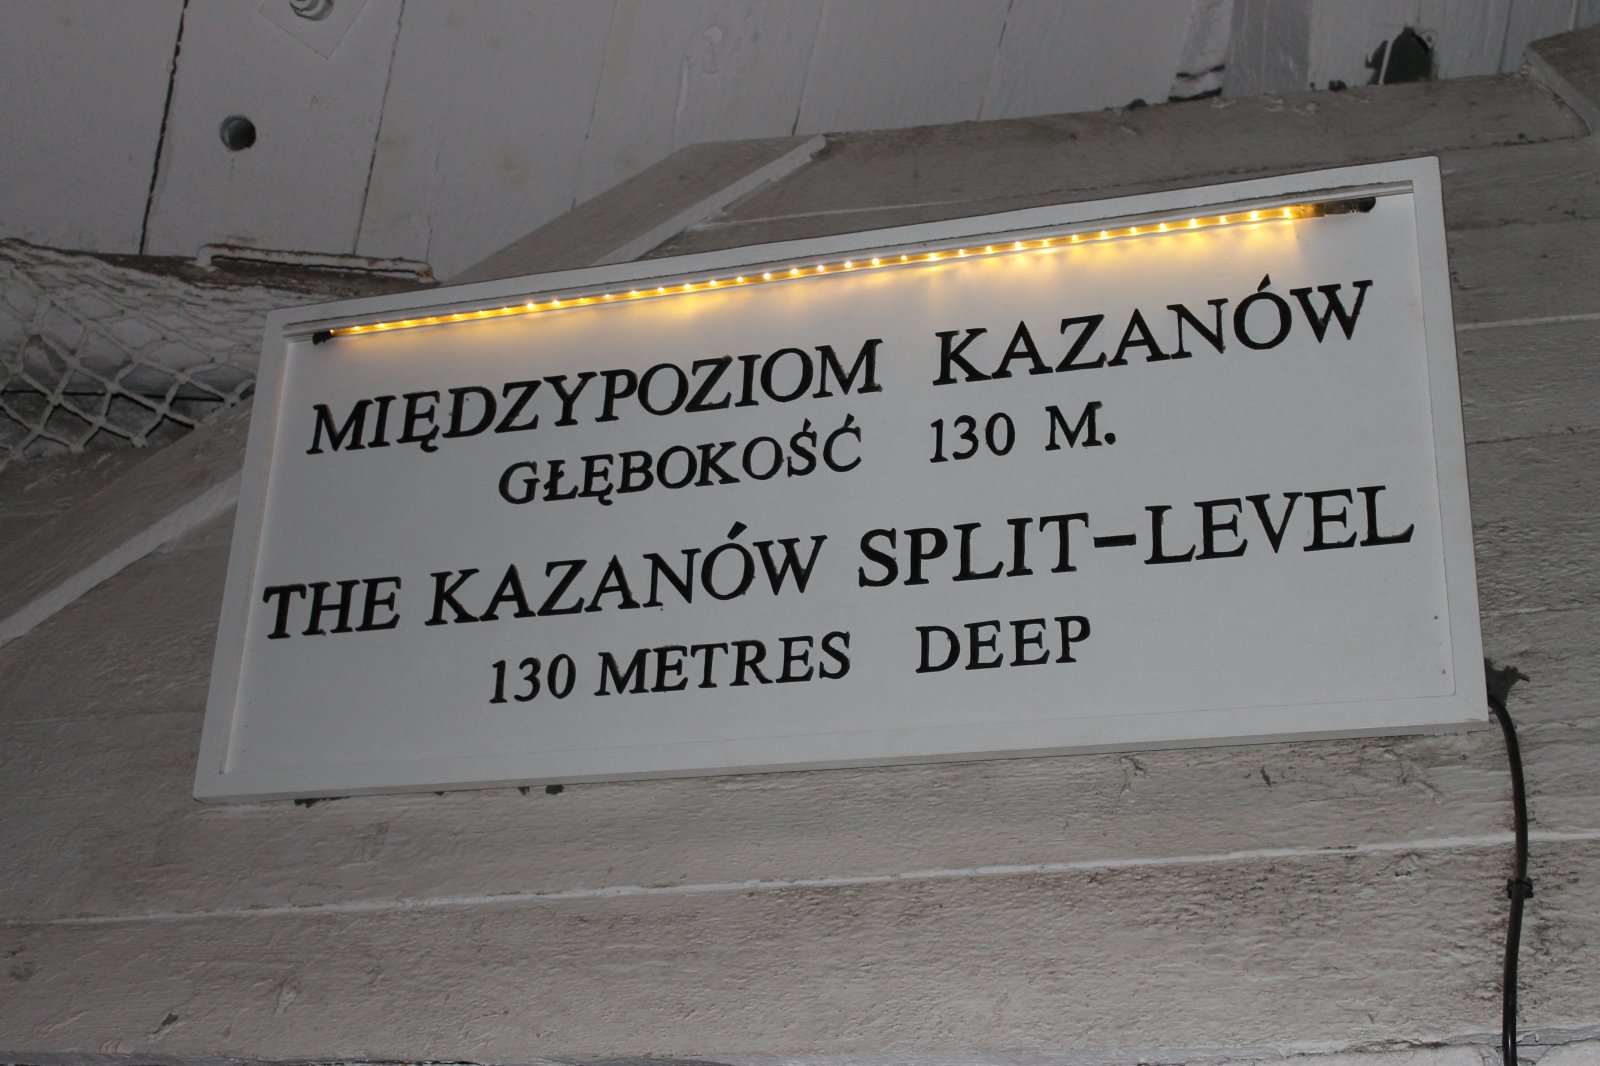 MIĘDZYPOZIOM KAZANÓW
GŁĘBOKOŚĆ 130 M.
THE KAZANÓW SPLIT-LEVEL
130 METRES DEEP